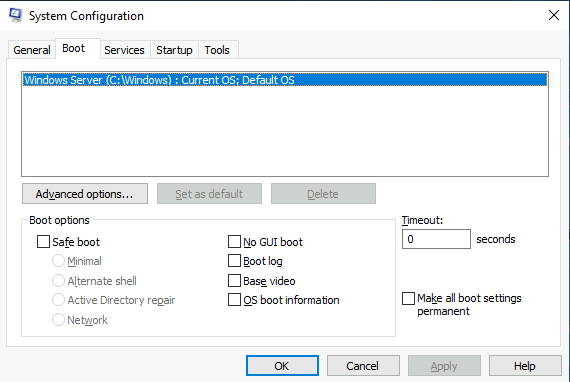 System Configuration
General Boot Services Startup Tools
Windows Server (C:\Windows) : Current OS; Default OS
Advanced options... Set as default Delete
Boot options
Timeout:
Safe boot No GUI boot 0 seconds
Minimal Boot log
Alternate shell Base video
Active Directory repair OS boot information Make all boot settings
permanent
Network
OK Cancel Apply Help